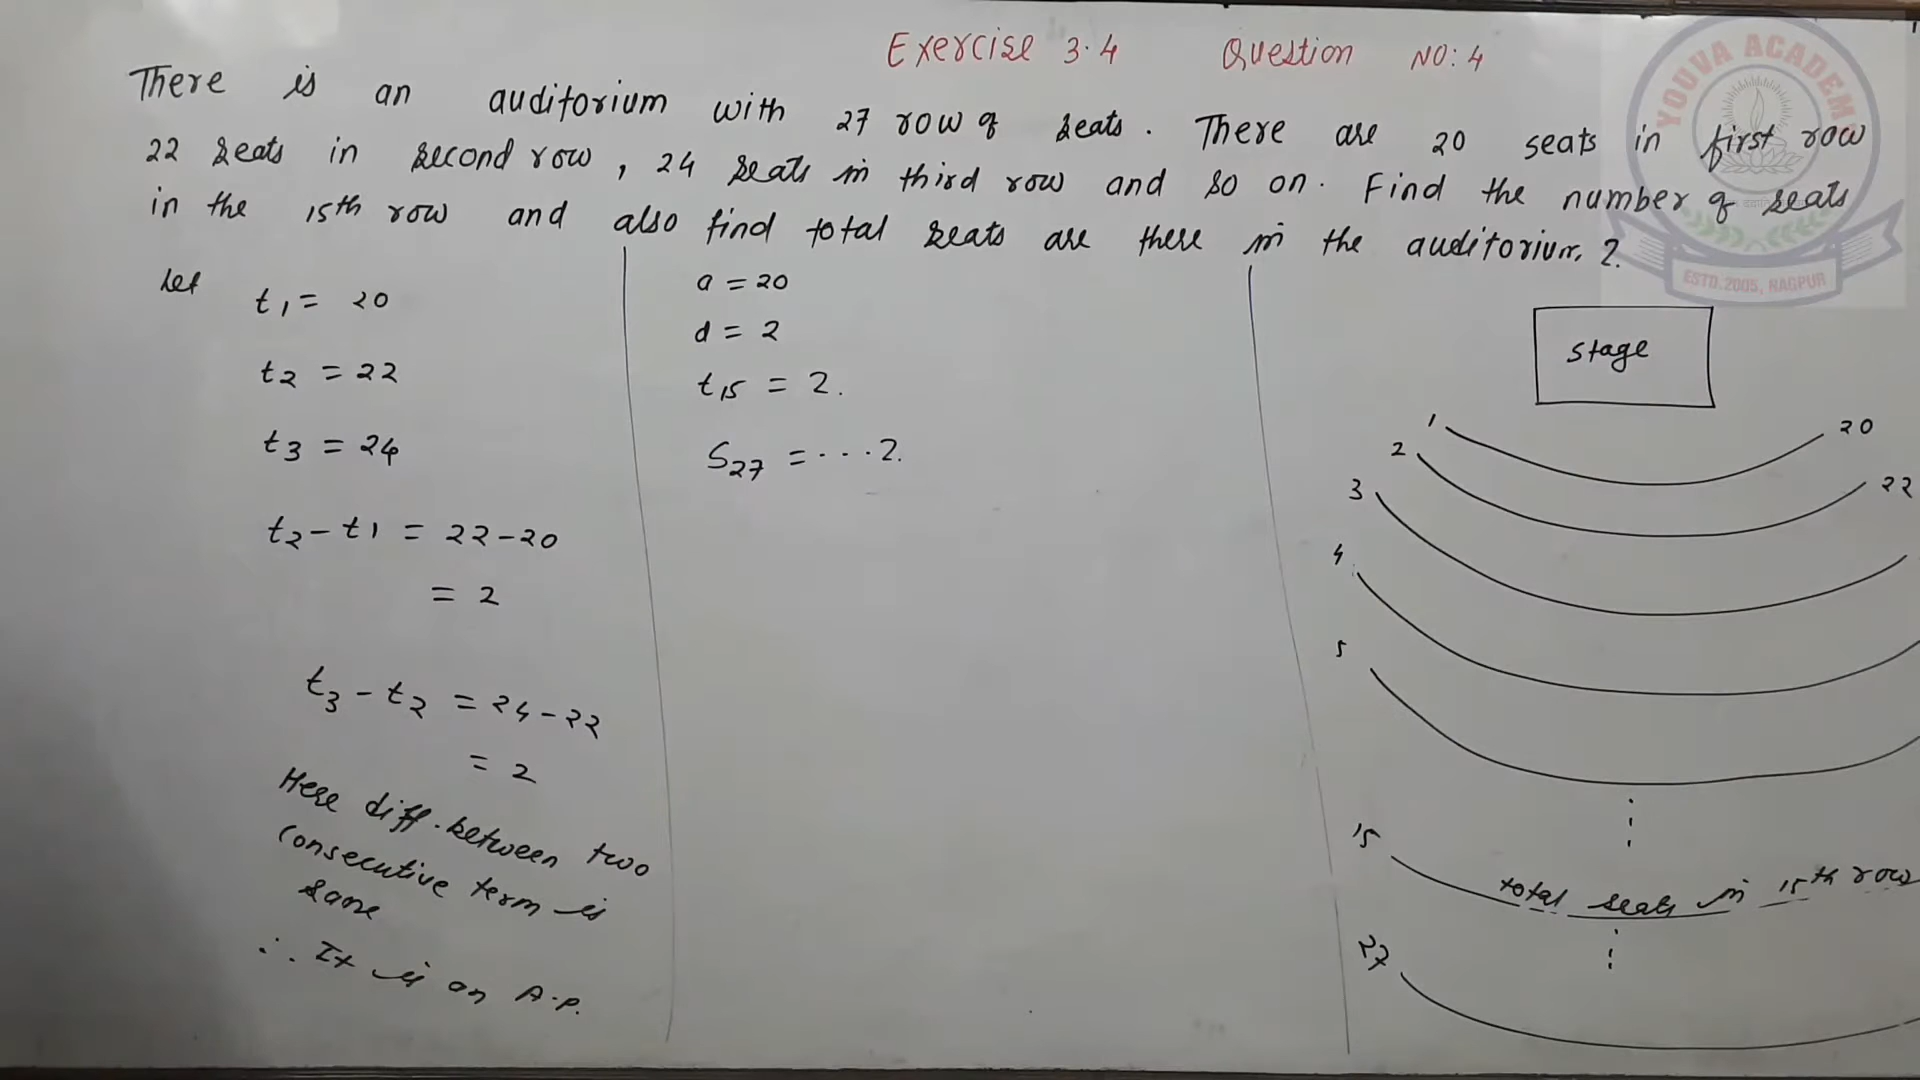 Exercise 3.4 Question NO:4
There is an auditorium with 27 row of seats. There are 20 seats in first row
22 seats in second row, 24 seats in third row and so on. Find the number of seats
in the 15th row and also find total seats are there in the auditorium. ?
let
t1 = 20
t2 = 22
t3 = 24
t2 - t1 = 22-20
= 2
t3 - t2 = 24-22
= 2
Here diff. between two
consecutive term is
same
∴ It is an A.P.
a = 20
d = 2
t15 = ?.
S27 = ...?.
stage
1 20
2 22
3
4
5
15 total seats in 15th row
27
YOUVA ACADEMY
ESTD.2005, NAGPUR